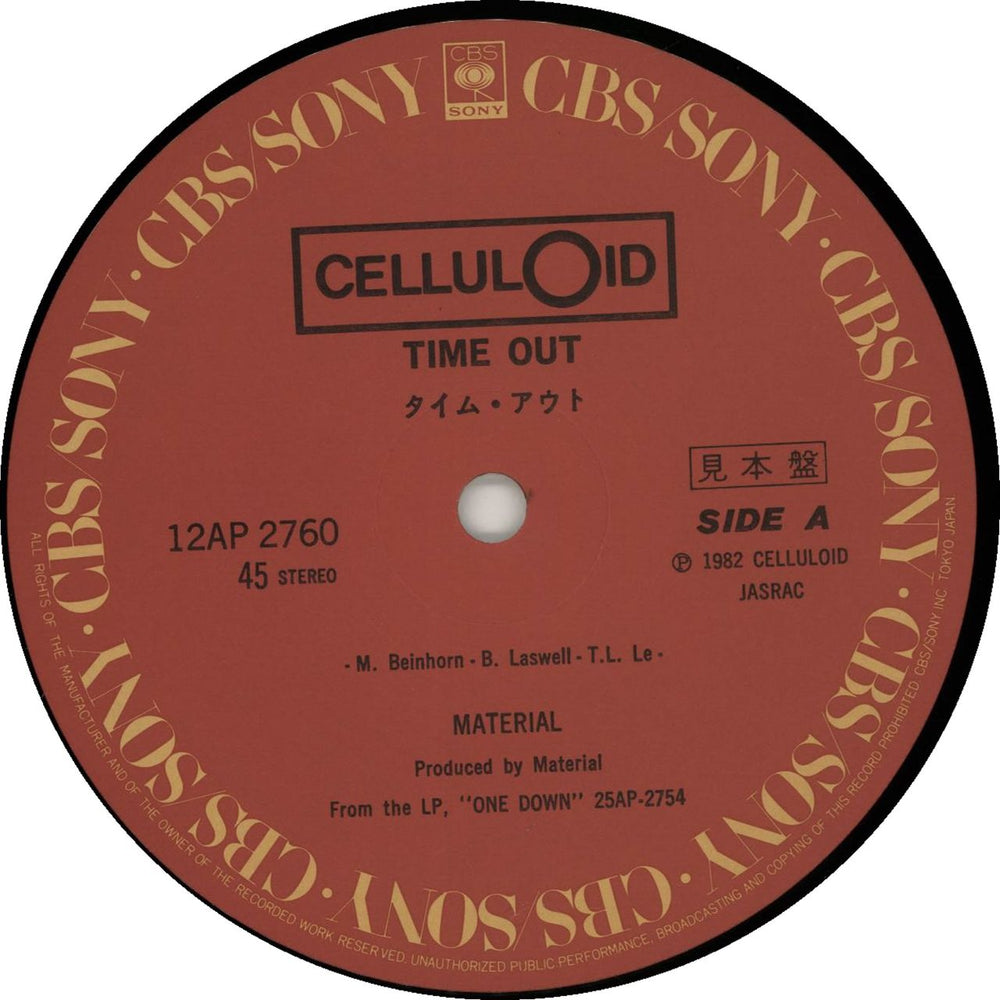 CBS
SONY
CBS/SONY · CBS/SONY · CBS/SONY · CBS/SONY · CBS/SONY · CBS/SONY · CBS/SONY · CBS/SONY · CBS/SONY
CELLULOID
TIME OUT
タイム・アウト
見本盤
SIDE A
12AP 2760
45 STEREO
Ⓟ 1982 CELLULOID
JASRAC
- M. Beinhorn - B. Laswell - T.L. Le -
MATERIAL
Produced by Material
From the LP, "ONE DOWN" 25AP-2754
ALL RIGHTS OF THE MANUFACTURER AND OF THE OWNER OF THE RECORDED WORK RESERVED. UNAUTHORIZED PUBLIC PERFORMANCE, BROADCASTING AND COPYING OF THIS RECORD PROHIBITED CBS/SONY INC. TOKYO JAPAN